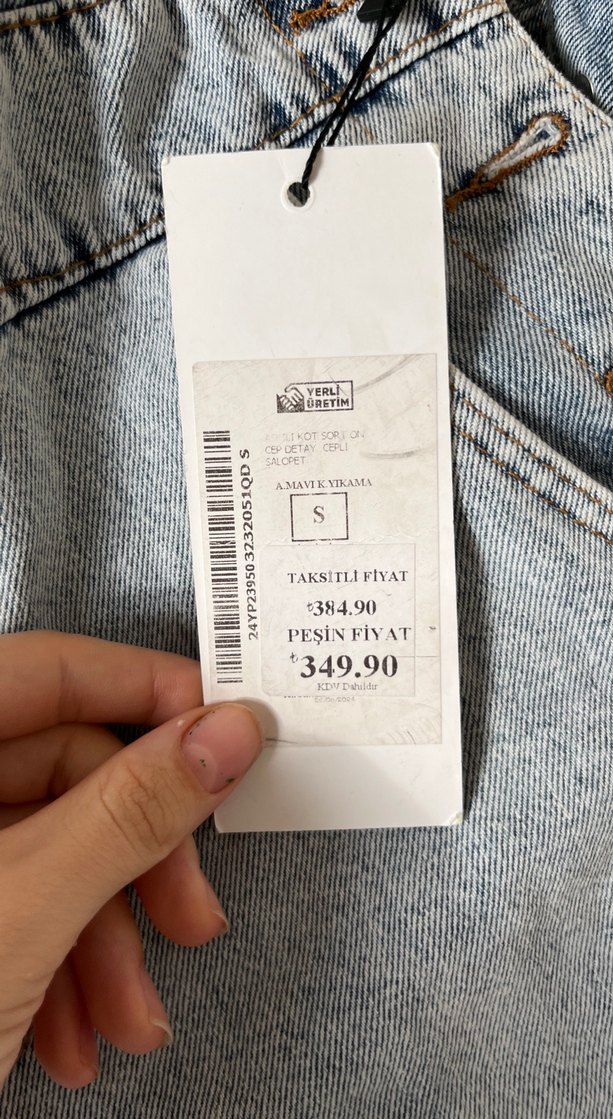 YERLİ
ÜRETİM
KOT ŞORT ÖN
CEP DETAY CEPLİ
SALOPET
A.MAVI K.YIKAMA
S
24YP23950 3Z32051QD S
TAKSİTLİ FİYAT
₺384.90
PEŞİN FİYAT
₺349.90
KDV Dahildir